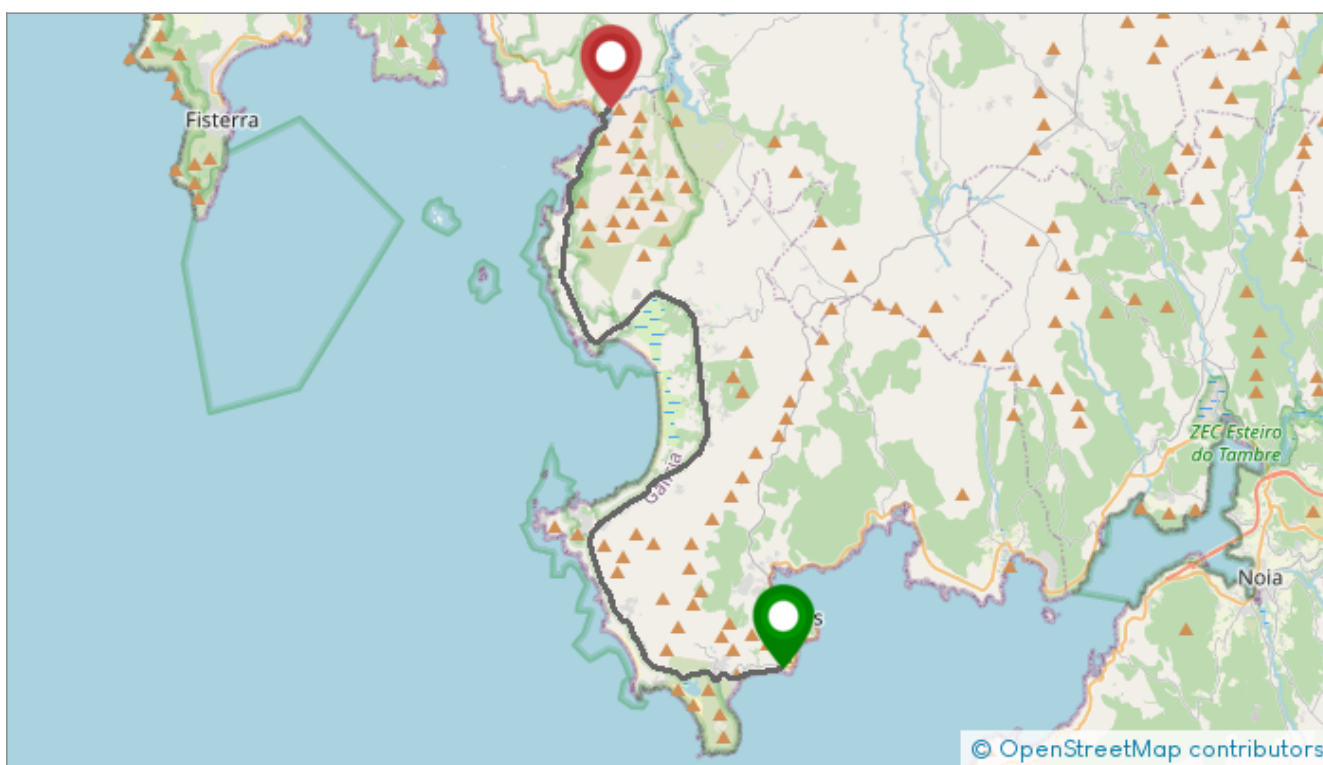 Fisterra
ZEC Esteiro
do Tambre
Galicia
Noia
© OpenStreetMap contributors